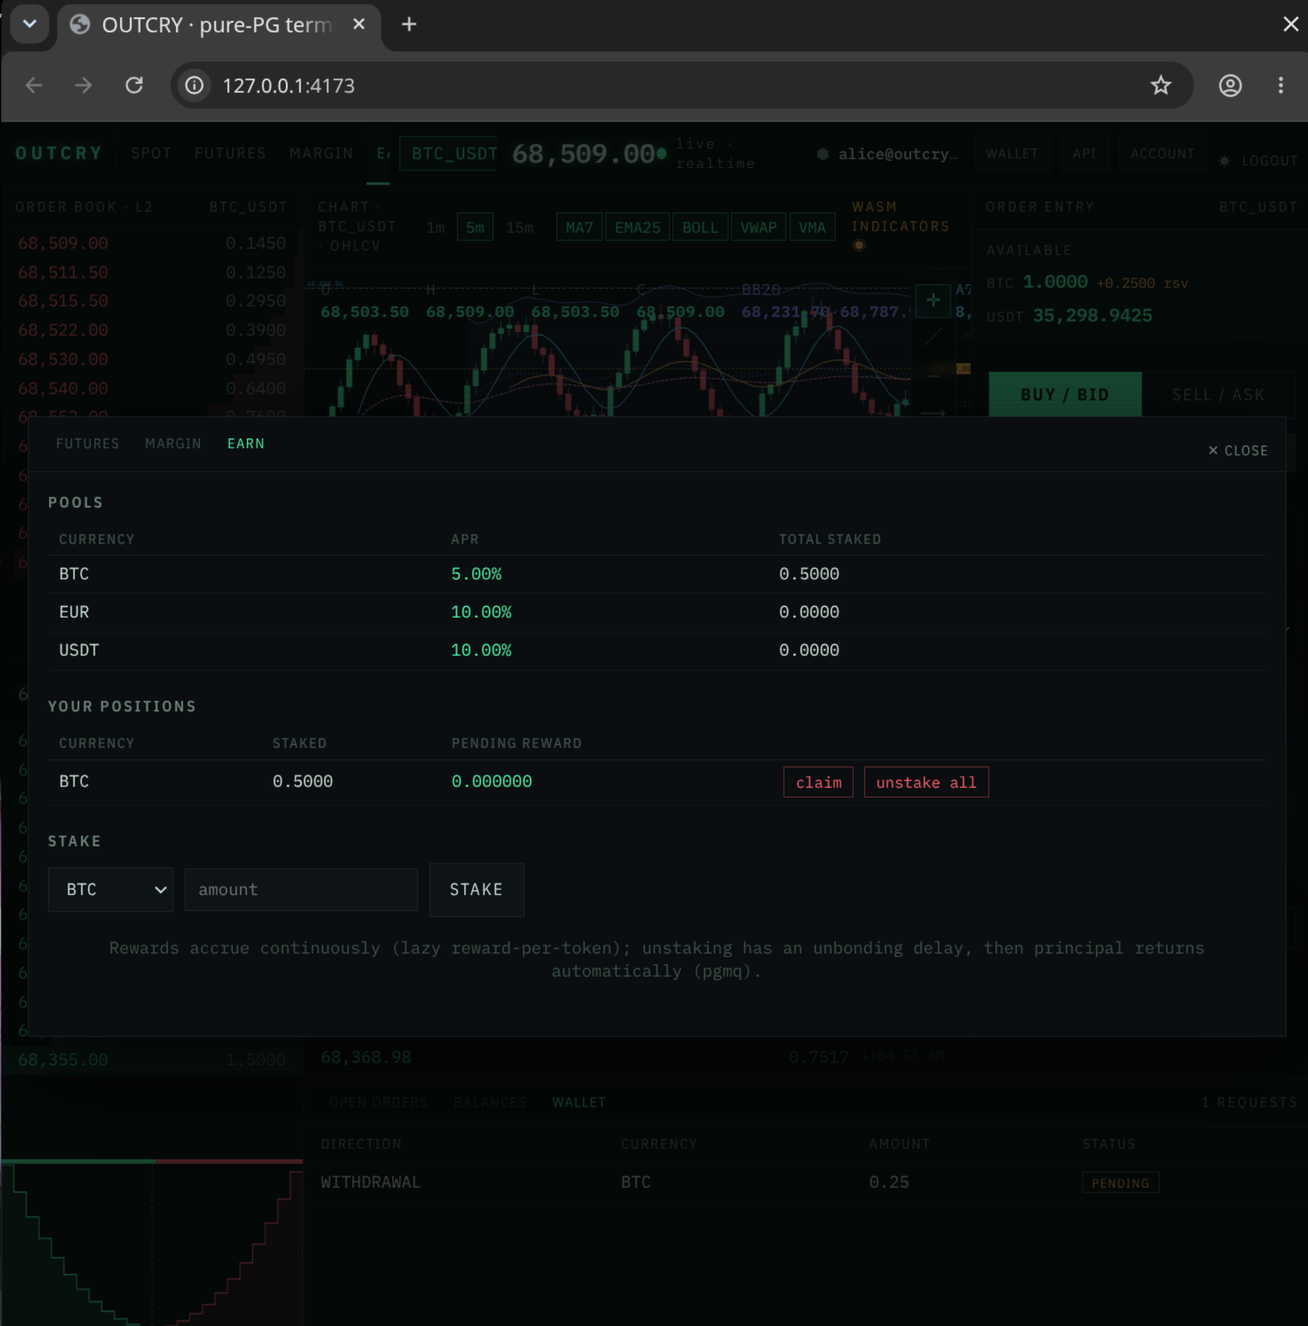 OUTCRY · pure-PG term
127.0.0.1:4173
OUTCRY SPOT FUTURES MARGIN EA BTC_USDT 68,509.00 live · realtime alice@outcry… WALLET API ACCOUNT LOGOUT
ORDER BOOK · L2 BTC_USDT
68,509.00 0.1450
68,511.50 0.1250
68,515.50 0.2950
68,522.00 0.3900
68,530.00 0.4950
68,540.00 0.6400
CHART · BTC_USDT · OHLCV
1m 5m 15m MA7 EMA25 BOLL VWAP VMA
WASM INDICATORS
H L C BB20
68,503.50 68,509.00 68,503.50 68,509.00
ORDER ENTRY BTC_USDT
AVAILABLE
BTC 1.0000 +0.2500 rsv
USDT 35,298.9425
BUY / BID SELL / ASK
FUTURES MARGIN EARN × CLOSE
POOLS
CURRENCY APR TOTAL STAKED
BTC 5.00% 0.5000
EUR 10.00% 0.0000
USDT 10.00% 0.0000
YOUR POSITIONS
CURRENCY STAKED PENDING REWARD
BTC 0.5000 0.000000 claim unstake all
STAKE
BTC amount STAKE
Rewards accrue continuously (lazy reward-per-token); unstaking has an unbonding delay, then principal returns
automatically (pgmq).
68,355.00 1.5000
68,368.98 0.7517 1:04:53 AM
OPEN ORDERS BALANCES WALLET 1 REQUESTS
DIRECTION CURRENCY AMOUNT STATUS
WITHDRAWAL BTC 0.25 PENDING